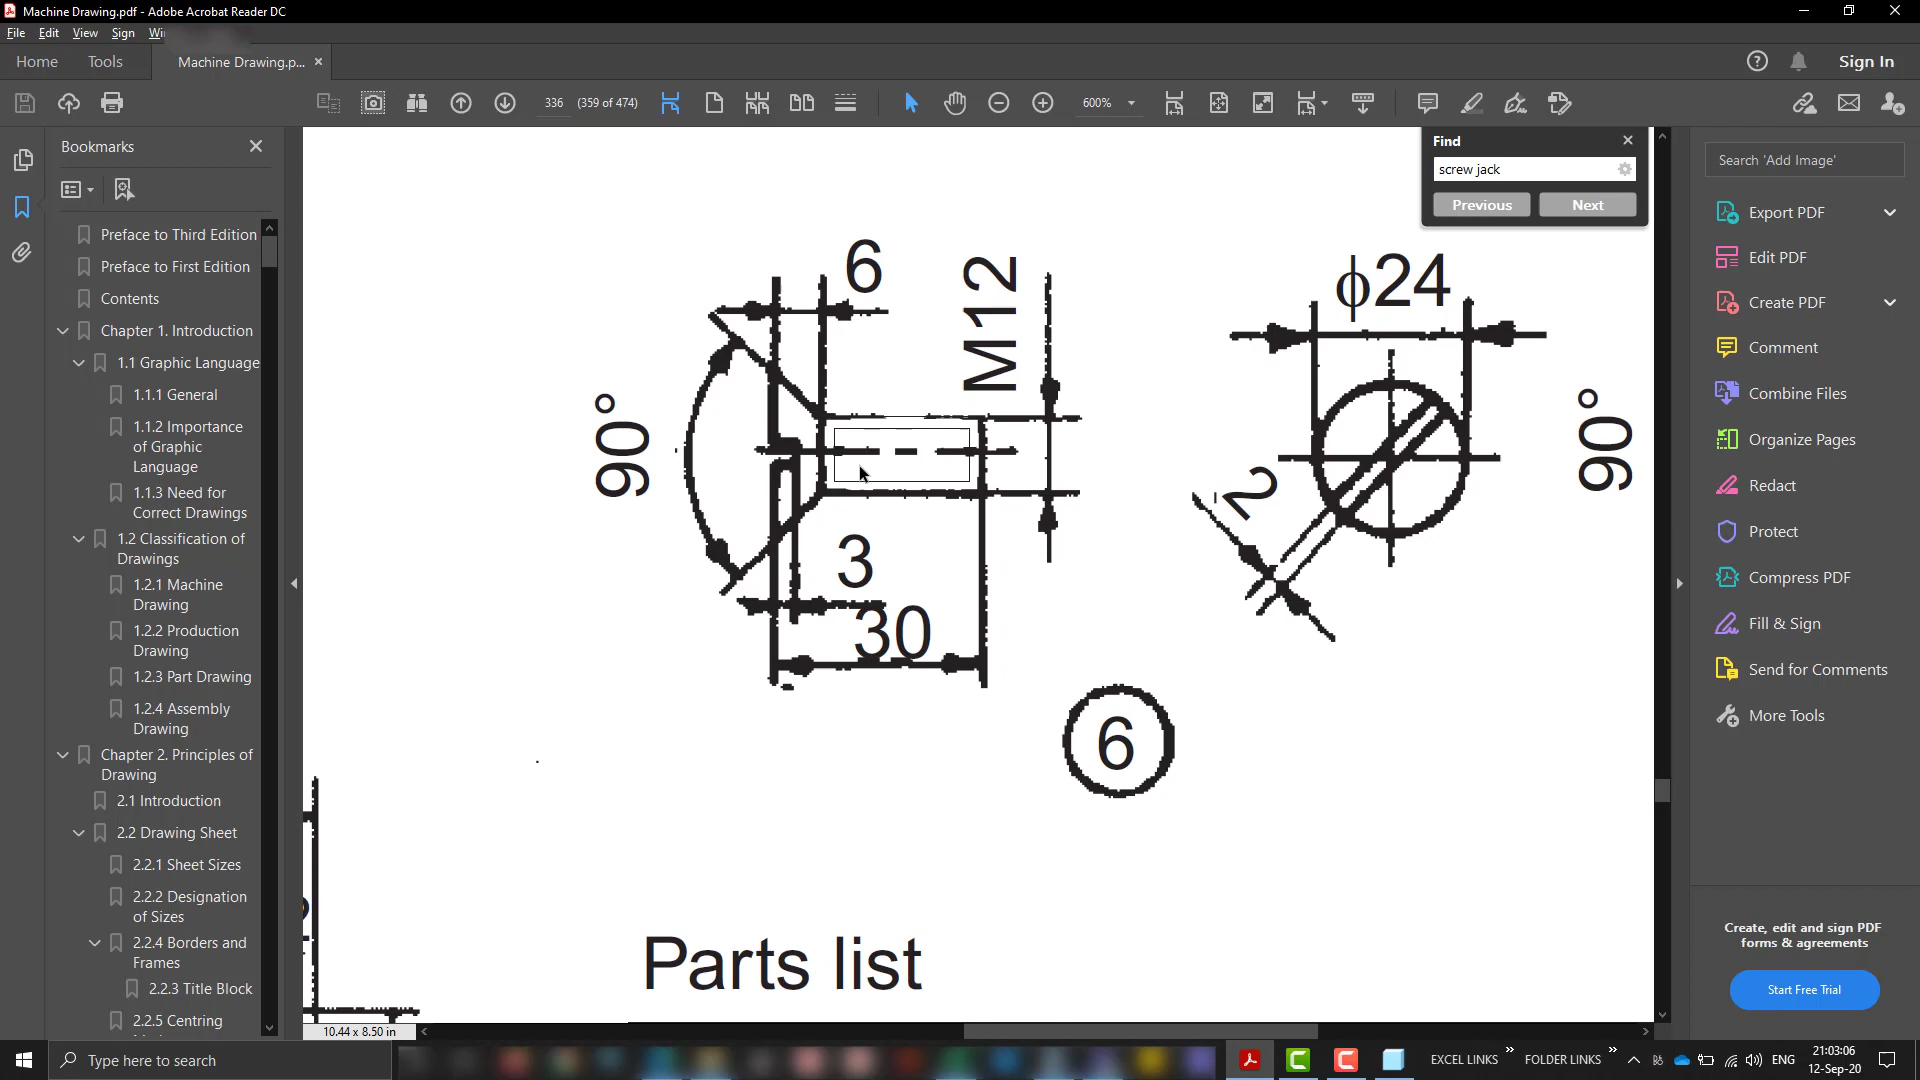 Machine Drawing.pdf - Adobe Acrobat Reader DC
File Edit View Sign Wi
Home Tools Machine Drawing.p... Sign In
336 (359 of 474) 600%
Bookmarks
Preface to Third Edition
Preface to First Edition
Contents
Chapter 1. Introduction
1.1 Graphic Language
1.1.1 General
1.1.2 Importance
of Graphic
Language
1.1.3 Need for
Correct Drawings
1.2 Classification of
Drawings
1.2.1 Machine
Drawing
1.2.2 Production
Drawing
1.2.3 Part Drawing
1.2.4 Assembly
Drawing
Chapter 2. Principles of
Drawing
2.1 Introduction
2.2 Drawing Sheet
2.2.1 Sheet Sizes
2.2.2 Designation
of Sizes
2.2.4 Borders and
Frames
2.2.3 Title Block
2.2.5 Centring
Find
screw jack
Previous Next
6
M12
ϕ24
90°
90°
2
3
30
6
Parts list
10.44 x 8.50 in
Search 'Add Image'
Export PDF
Edit PDF
Create PDF
Comment
Combine Files
Organize Pages
Redact
Protect
Compress PDF
Fill & Sign
Send for Comments
More Tools
Create, edit and sign PDF
forms & agreements
Start Free Trial
Type here to search
EXCEL LINKS » FOLDER LINKS » ENG
21:03:06
12-Sep-20